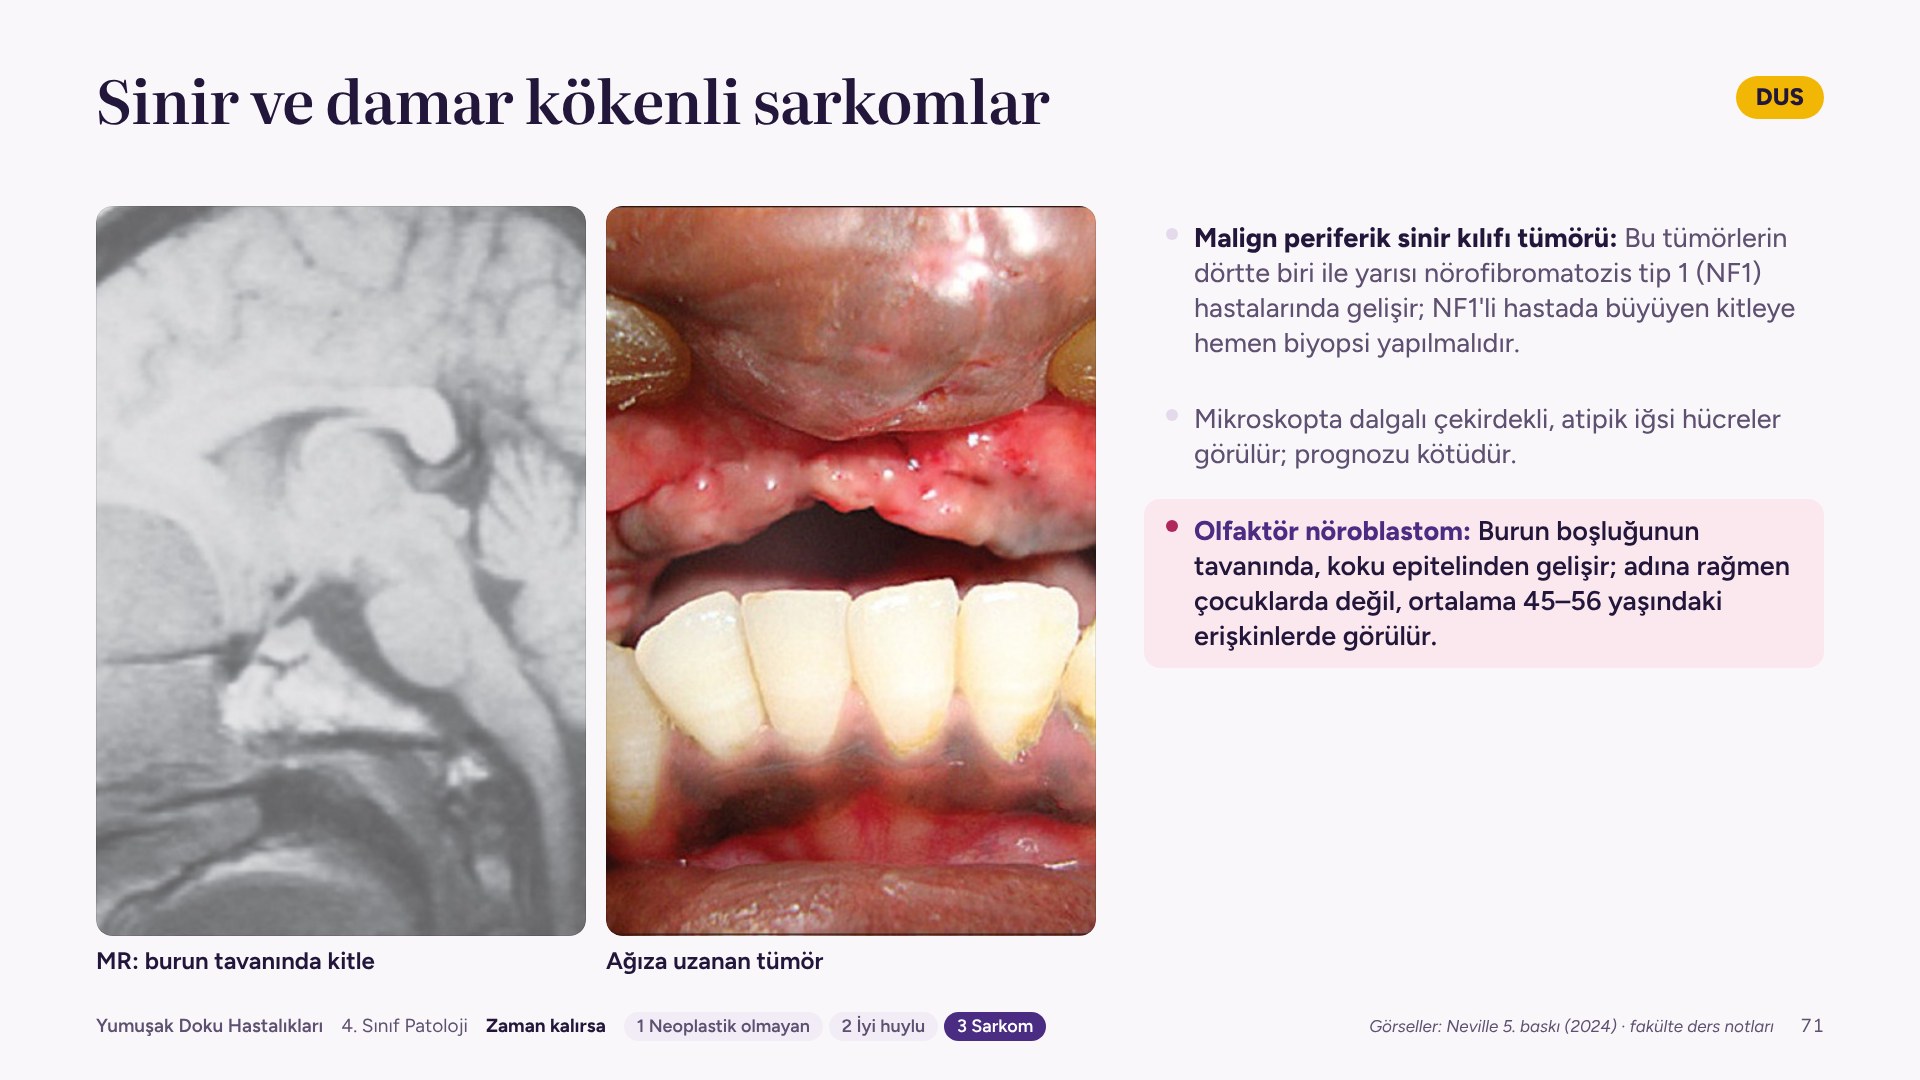 Sinir ve damar kökenli sarkomlar
DUS
Malign periferik sinir kılıfı tümörü: Bu tümörlerin
dörtte biri ile yarısı nörofibromatozis tip 1 (NF1)
hastalarında gelişir; NF1'li hastada büyüyen kitleye
hemen biyopsi yapılmalıdır.
Mikroskopta dalgalı çekirdekli, atipik iğsi hücreler
görülür; prognozu kötüdür.
Olfaktör nöroblastom: Burun boşluğunun
tavanında, koku epitelinden gelişir; adına rağmen
çocuklarda değil, ortalama 45–56 yaşındaki
erişkinlerde görülür.
MR: burun tavanında kitle
Ağıza uzanan tümör
Yumuşak Doku Hastalıkları 4. Sınıf Patoloji Zaman kalırsa 1 Neoplastik olmayan 2 İyi huylu 3 Sarkom
Görseller: Neville 5. baskı (2024) · fakülte ders notları 71